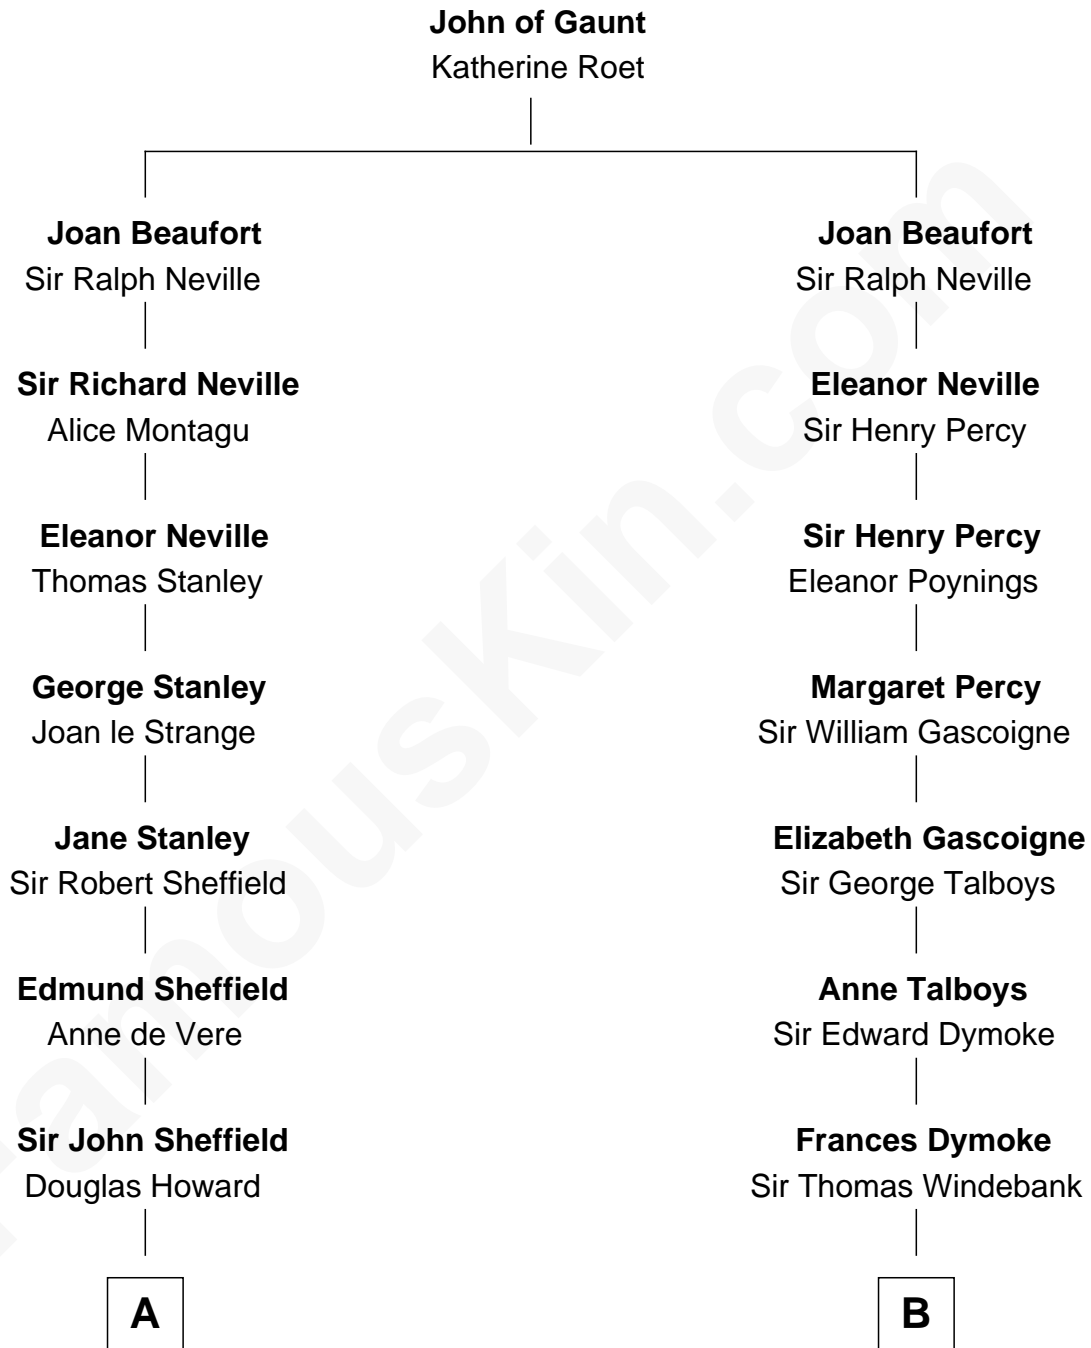 John of Gaunt
Katherine Roet
Joan Beaufort
Sir Ralph Neville
Joan Beaufort
Sir Ralph Neville
Sir Richard Neville
Alice Montagu
Eleanor Neville
Sir Henry Percy
Eleanor Neville
Thomas Stanley
Sir Henry Percy
Eleanor Poynings
George Stanley
Joan le Strange
Margaret Percy
Sir William Gascoigne
Jane Stanley
Sir Robert Sheffield
Elizabeth Gascoigne
Sir George Talboys
Edmund Sheffield
Anne de Vere
Anne Talboys
Sir Edward Dymoke
Sir John Sheffield
Douglas Howard
Frances Dymoke
Sir Thomas Windebank
A
B
FamousKin.com